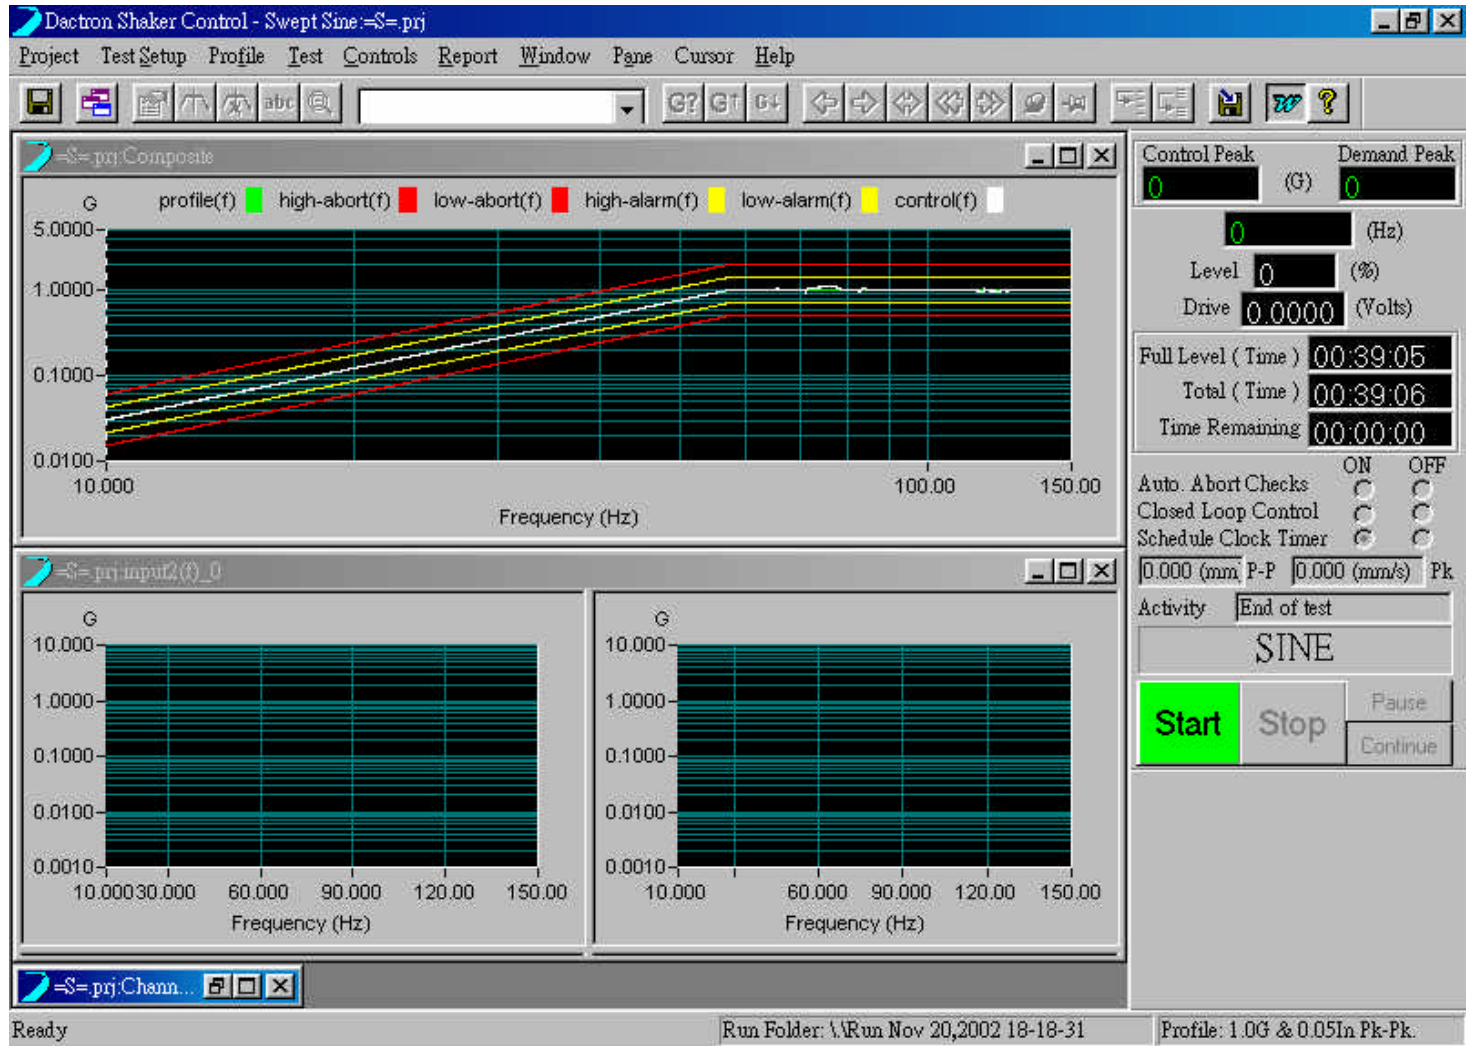 Dactron Shaker Control - Swept Sine:=S=.prj
Project Test Setup Profile Test Controls Report Window Pane Cursor Help
abc G? G↑ G↓ ?
=S=.prj:Composite
G profile(f) high-abort(f) low-abort(f) high-alarm(f) low-alarm(f) control(f)
5.0000
1.0000
0.1000
0.0100
10.000 100.00 150.00
Frequency (Hz)
=S=.prj:input2(f)_0
G
10.000
1.0000
0.1000
0.0100
0.0010
10.000 30.000 60.000 90.000 120.00 150.00
Frequency (Hz)
G
10.000
1.0000
0.1000
0.0100
0.0010
10.000 60.000 90.000 120.00 150.00
Frequency (Hz)
=S=.prj:Chann...
Control Peak Demand Peak
0 (G) 0
0 (Hz)
Level 0 (%)
Drive 0.0000 (Volts)
Full Level ( Time ) 00:39:05
Total ( Time ) 00:39:06
Time Remaining 00:00:00
ON OFF
Auto. Abort Checks
Closed Loop Control
Schedule Clock Timer
0.000 (mm P-P 0.000 (mm/s) Pk
Activity End of test
SINE
Start Stop Pause
Continue
Ready Run Folder: \.\Run Nov 20,2002 18-18-31 Profile: 1.0G & 0.05In Pk-Pk.